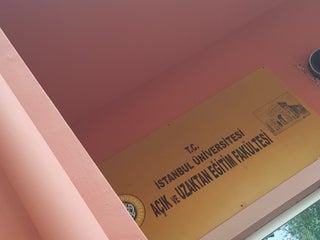 T.C.
İSTANBUL ÜNİVERSİTESİ
AÇIK VE UZAKTAN EĞİTİM FAKÜLTESİ